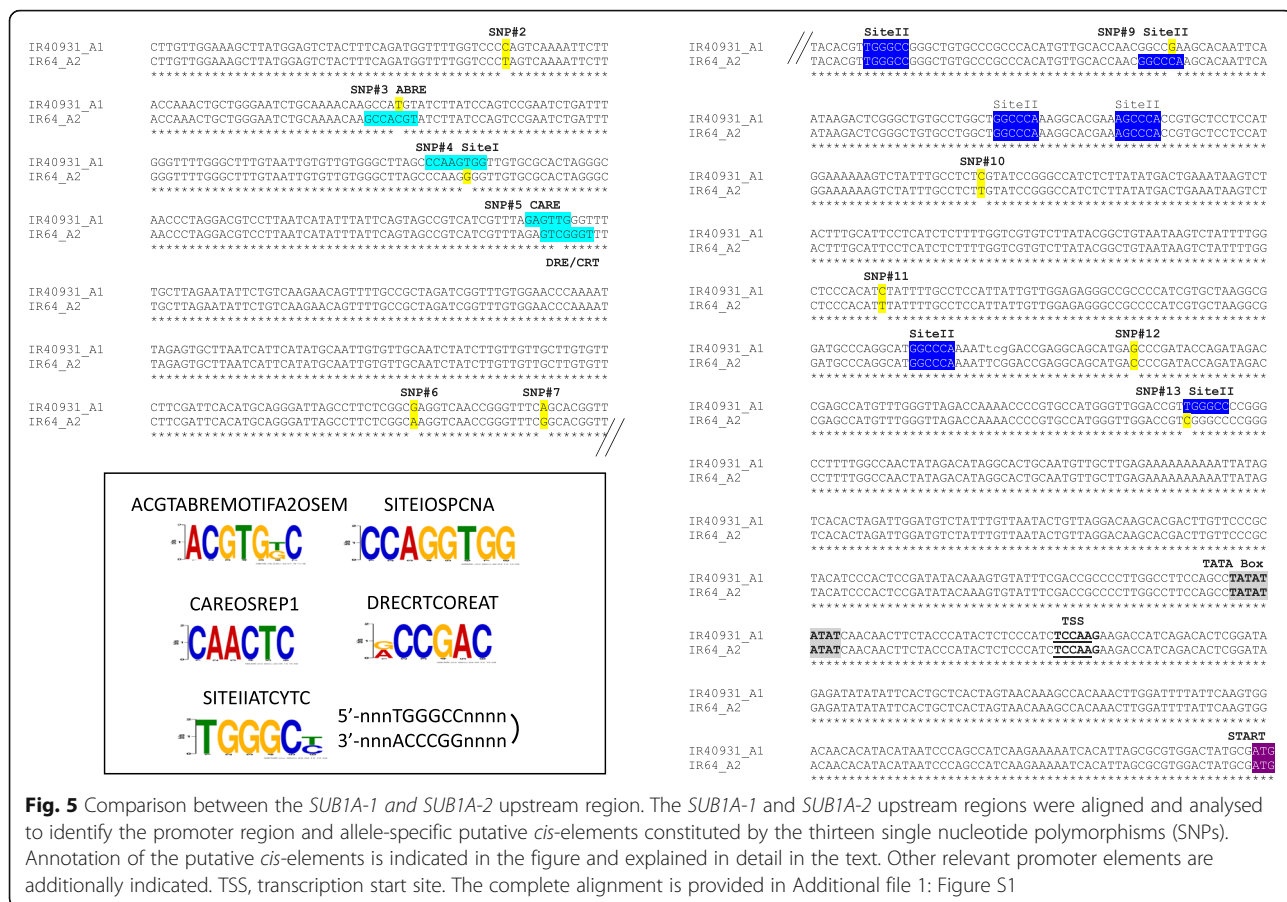 SNP#2
IR40931_A1 CTTGTTGGAAAGCTTATGGAGTCTACTTTCAGATGGTTTTGGTCCCCAGTCAAAATTCTT
IR64_A2 CTTGTTGGAAAGCTTATGGAGTCTACTTTCAGATGGTTTTGGTCCCTAGTCAAAATTCTT
SNP#3 ABRE
IR40931_A1 ACCAAACTGCTGGGAATCTGCAAAACAAGCCATGTATCTTATCCAGTCCGAATCTGATTT
IR64_A2 ACCAAACTGCTGGGAATCTGCAAAACAAGCCACGTATCTTATCCAGTCCGAATCTGATTT
SNP#4 SiteI
IR40931_A1 GGGTTTTGGGCTTTGTAATTGTGTTGTGGGCTTAGCCCAAGTGGTTGTGCGCACTAGGGC
IR64_A2 GGGTTTTGGGCTTTGTAATTGTGTTGTGGGCTTAGCCCAAGGGGTTGTGCGCACTAGGGC
SNP#5 CARE
IR40931_A1 AACCCTAGGACGTCCTTAATCATATTTATTCAGTAGCCGTCATCGTTTAGAGTTGGGTTT
IR64_A2 AACCCTAGGACGTCCTTAATCATATTTATTCAGTAGCCGTCATCGTTTAGAGTCGGGTTT
DRE/CRT
IR40931_A1 TGCTTAGAATATTCTGTCAAGAACAGTTTTGCCGCTAGATCGGTTTGTGGAACCCAAAAT
IR64_A2 TGCTTAGAATATTCTGTCAAGAACAGTTTTGCCGCTAGATCGGTTTGTGGAACCCAAAAT
IR40931_A1 TAGAGTGCTTAATCATTCATATGCAATTGTGTTGCAATCTATCTTGTTGTTGCTTGTGTT
IR64_A2 TAGAGTGCTTAATCATTCATATGCAATTGTGTTGCAATCTATCTTGTTGTTGCTTGTGTT
SNP#6 SNP#7
IR40931_A1 CTTCGATTCACATGCAGGGATTAGCCTTCTCGGCGAGGTCAACCGGGTTTCAGCACGGTT
IR64_A2 CTTCGATTCACATGCAGGGATTAGCCTTCTCGGCAAGGTCAACCGGGTTTCGGCACGGTT
ACGTABREMOTIFA2OSEM SITEIOSPCNA
ACGTGTC CCAGGTGG
G
CAREOSREP1 DRECRTCOREAT
CAACTC GCCGAC
A
SITEIIATCYTC
TGGGCT
C
5’-nnnTGGGCCnnnn
3’-nnnACCCGGnnnn
SiteII SNP#9 SiteII
IR40931_A1 TACACGTTGGGCCGGGCTGTGCCCGCCCACATGTTGCACCAACGGCCGAAGCACAATTCA
IR64_A2 TACACGTTGGGCCGGGCTGTGCCCGCCCACATGTTGCACCAACGGCCCAAGCACAATTCA
SiteII SiteII
IR40931_A1 ATAAGACTCGGGCTGTGCCTGGCTGGCCCAAAGGCACGAAAGCCCACCGTGCTCCTCCAT
IR64_A2 ATAAGACTCGGGCTGTGCCTGGCTGGCCCAAAGGCACGAAAGCCCACCGTGCTCCTCCAT
SNP#10
IR40931_A1 GGAAAAAAGTCTATTTGCCTCTCGTATCCGGGCCATCTCTTATATGACTGAAATAAGTCT
IR64_A2 GGAAAAAAGTCTATTTGCCTCTTGTATCCGGGCCATCTCTTATATGACTGAAATAAGTCT
IR40931_A1 ACTTTGCATTCCTCATCTCTTTTGGTCGTGTCTTATACGGCTGTAATAAGTCTATTTTGG
IR64_A2 ACTTTGCATTCCTCATCTCTTTTGGTCGTGTCTTATACGGCTGTAATAAGTCTATTTTGG
SNP#11
IR40931_A1 CTCCCACATCTATTTTGCCTCCATTATTGTTGGAGAGGGCCGCCCCATCGTGCTAAGGCG
IR64_A2 CTCCCACATTTATTTTGCCTCCATTATTGTTGGAGAGGGCCGCCCCATCGTGCTAAGGCG
SiteII SNP#12
IR40931_A1 GATGCCCAGGCATGGCCCAAAATtcgGACCGAGGCAGCATGAGCCCGATACCAGATAGAC
IR64_A2 GATGCCCAGGCATGGCCCAAAATTCGGACCGAGGCAGCATGACCCCGATACCAGATAGAC
SNP#13 SiteII
IR40931_A1 CGAGCCATGTTTGGGTTAGACCAAAACCCCGTGCCATGGGTTGGACCGTTGGGCCCCGGG
IR64_A2 CGAGCCATGTTTGGGTTAGACCAAAACCCCGTGCCATGGGTTGGACCGTCGGGCCCCGGG
IR40931_A1 CCTTTTGGCCAACTATAGACATAGGCACTGCAATGTTGCTTGAGAAAAAAAAAATTATAG
IR64_A2 CCTTTTGGCCAACTATAGACATAGGCACTGCAATGTTGCTTGAGAAAAAAAAAATTATAG
IR40931_A1 TCACACTAGATTGGATGTCTATTTGTTAATACTGTTAGGACAAGCACGACTTGTTCCCGC
IR64_A2 TCACACTAGATTGGATGTCTATTTGTTAATACTGTTAGGACAAGCACGACTTGTTCCCGC
TATA Box
IR40931_A1 TACATCCCACTCCGATATACAAAGTGTATTTCGACCGCCCCTTGGCCTTCCAGCCTATAT
IR64_A2 TACATCCCACTCCGATATACAAAGTGTATTTCGACCGCCCCTTGGCCTTCCAGCCTATAT
TSS
IR40931_A1 ATATCAACAACTTCTACCCATACTCTCCCATCTCCAAGAAGACCATCAGACACTCGGATA
IR64_A2 ATATCAACAACTTCTACCCATACTCTCCCATCTCCAAGAAGACCATCAGACACTCGGATA
IR40931_A1 GAGATATATATTCACTGCTCACTAGTAACAAAGCCACAAACTTGGATTTTATTCAAGTGG
IR64_A2 GAGATATATATTCACTGCTCACTAGTAACAAAGCCACAAACTTGGATTTTATTCAAGTGG
START
IR40931_A1 ACAACACATACATAATCCCAGCCATCAAGAAAAATCACATTAGCGCGTGGACTATGCGATG
IR64_A2 ACAACACATACATAATCCCAGCCATCAAGAAAAATCACATTAGCGCGTGGACTATGCGATG
Fig. 5 Comparison between the SUB1A-1 and SUB1A-2 upstream region. The SUB1A-1 and SUB1A-2 upstream regions were aligned and analysed
to identify the promoter region and allele-specific putative cis-elements constituted by the thirteen single nucleotide polymorphisms (SNPs).
Annotation of the putative cis-elements is indicated in the figure and explained in detail in the text. Other relevant promoter elements are
additionally indicated. TSS, transcription start site. The complete alignment is provided in Additional file 1: Figure S1